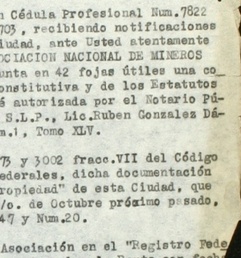 n Cédula Profesional Num.7822
703, recibiendo notificaciones
iudad, ante Usted atentamente
OCIACION NACIONAL DE MINEROS
unta en 42 fojas útiles una co_
onstitutiva y de los Estatutos
é autorizada por el Notario Pú-
S.L.P., Lic.Ruben Gonzalez Dá-
m.1, Tomo XLV.
73 y 3002 fracc.VII del Código
ederales, dicha documentación
ropiedad" de esta Ciudad, que
/o. de Octubre próximo pasado,
47 y Num.20.
Asociación en el "Registro Fede